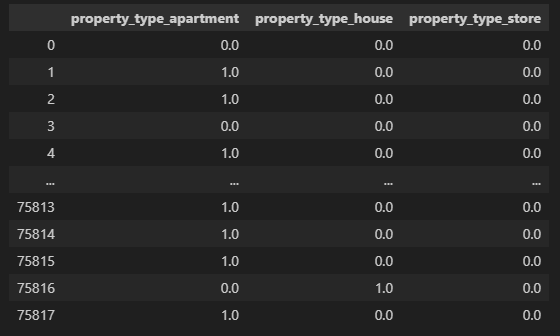 property_type_apartment property_type_house property_type_store
0 0.0 0.0 0.0
1 1.0 0.0 0.0
2 1.0 0.0 0.0
3 0.0 0.0 0.0
4 1.0 0.0 0.0
... ... ... ...
75813 1.0 0.0 0.0
75814 1.0 0.0 0.0
75815 1.0 0.0 0.0
75816 0.0 1.0 0.0
75817 1.0 0.0 0.0